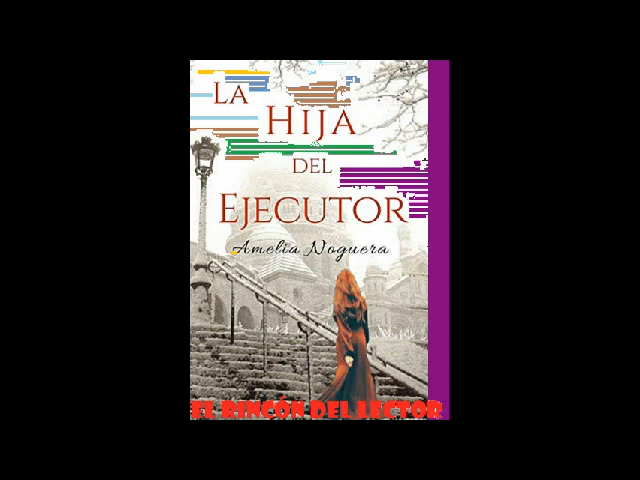 La
Hija
del
Ejecutor
Amelia Noguera
EL RINCÓN DEL LECTOR